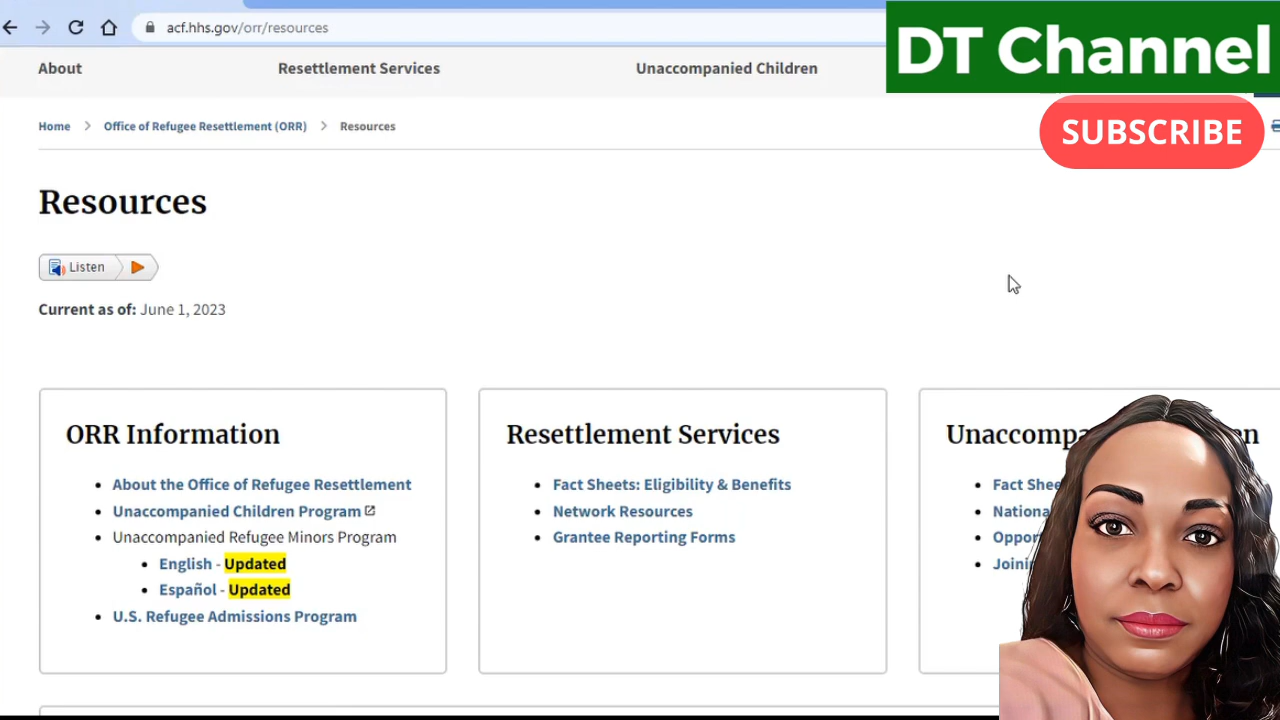 acf.hhs.gov/orr/resources
DT Channel
About
Resettlement Services
Unaccompanied Children
SUBSCRIBE
Home > Office of Refugee Resettlement (ORR) > Resources
Resources
Listen
Current as of: June 1, 2023
ORR Information
• About the Office of Refugee Resettlement
• Unaccompanied Children Program
• Unaccompanied Refugee Minors Program
• English - Updated
• Español - Updated
• U.S. Refugee Admissions Program
Resettlement Services
• Fact Sheets: Eligibility & Benefits
• Network Resources
• Grantee Reporting Forms
• Fact